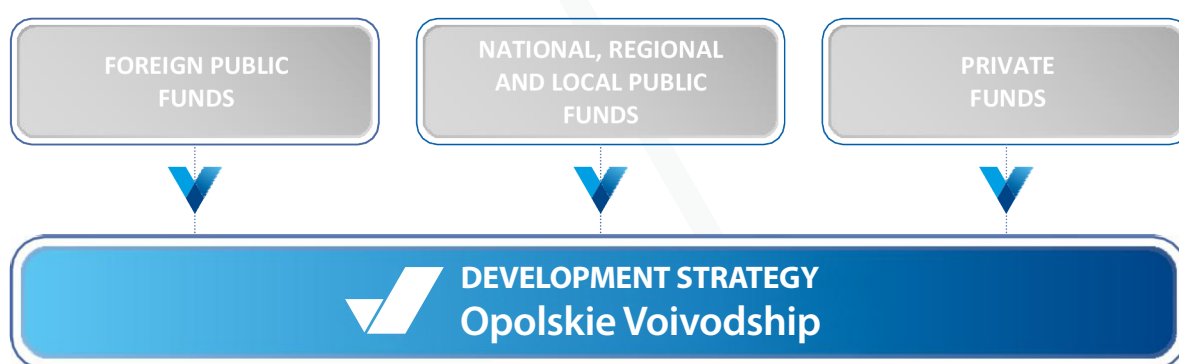 FOREIGN PUBLIC
FUNDS
NATIONAL, REGIONAL
AND LOCAL PUBLIC
FUNDS
PRIVATE
FUNDS
DEVELOPMENT STRATEGY
Opolskie Voivodship